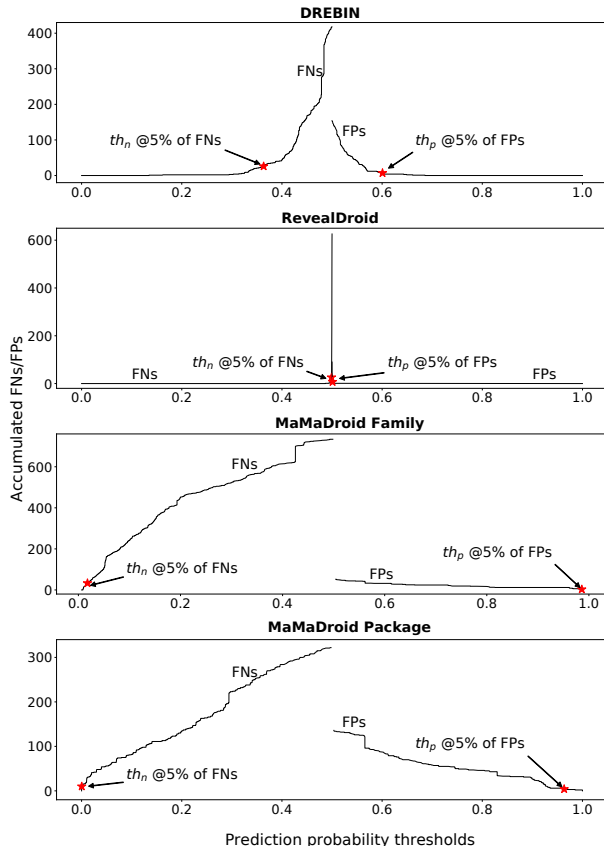 DREBIN
400
300
200
100
0
FNs
FPs
th_n @5% of FNs
th_p @5% of FPs
0.0 0.2 0.4 0.6 0.8 1.0
RevealDroid
600
400
200
0
th_n @5% of FNs
th_p @5% of FPs
FNs
FPs
0.0 0.2 0.4 0.6 0.8 1.0
Accumulated FNs/FPs
MaMaDroid Family
600
400
200
0
FNs
th_n @5% of FNs
FPs
th_p @5% of FPs
0.0 0.2 0.4 0.6 0.8 1.0
MaMaDroid Package
300
200
100
0
FNs
FPs
th_n @5% of FNs
th_p @5% of FPs
0.0 0.2 0.4 0.6 0.8 1.0
Prediction probability thresholds